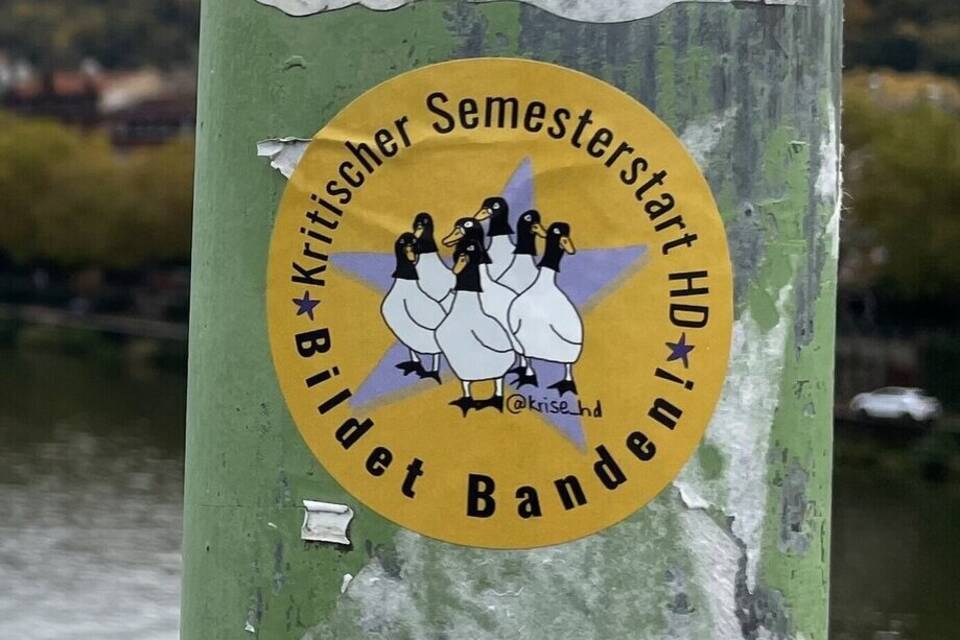 Kritischer Semesterstart HD
Bildet Banden!
@krise_hd